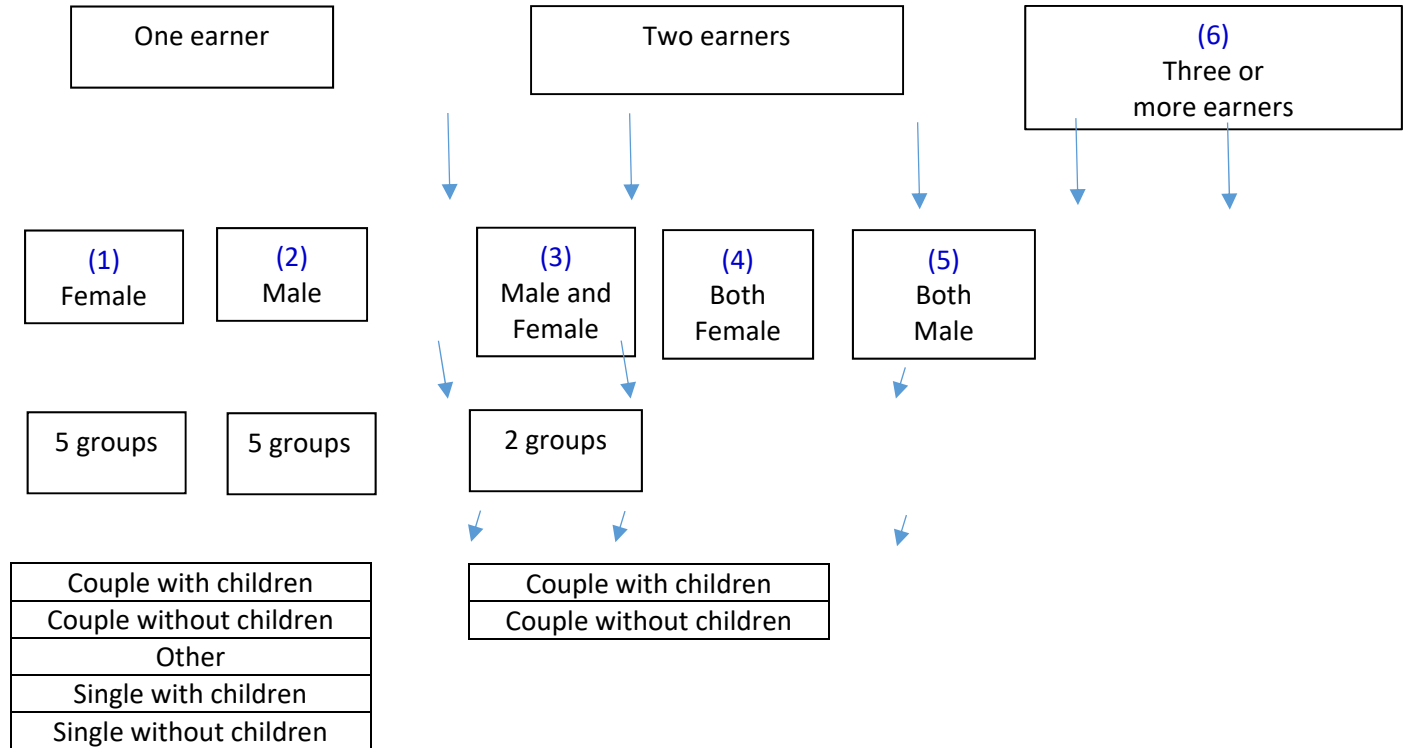 One earner
Two earners
(6)
Three or
more earners
(1)
Female
(2)
Male
(3)
Male and
Female
(4)
Both
Female
(5)
Both
Male
5 groups
5 groups
2 groups
Couple with children
Couple without children
Other
Single with children
Single without children
Couple with children
Couple without children